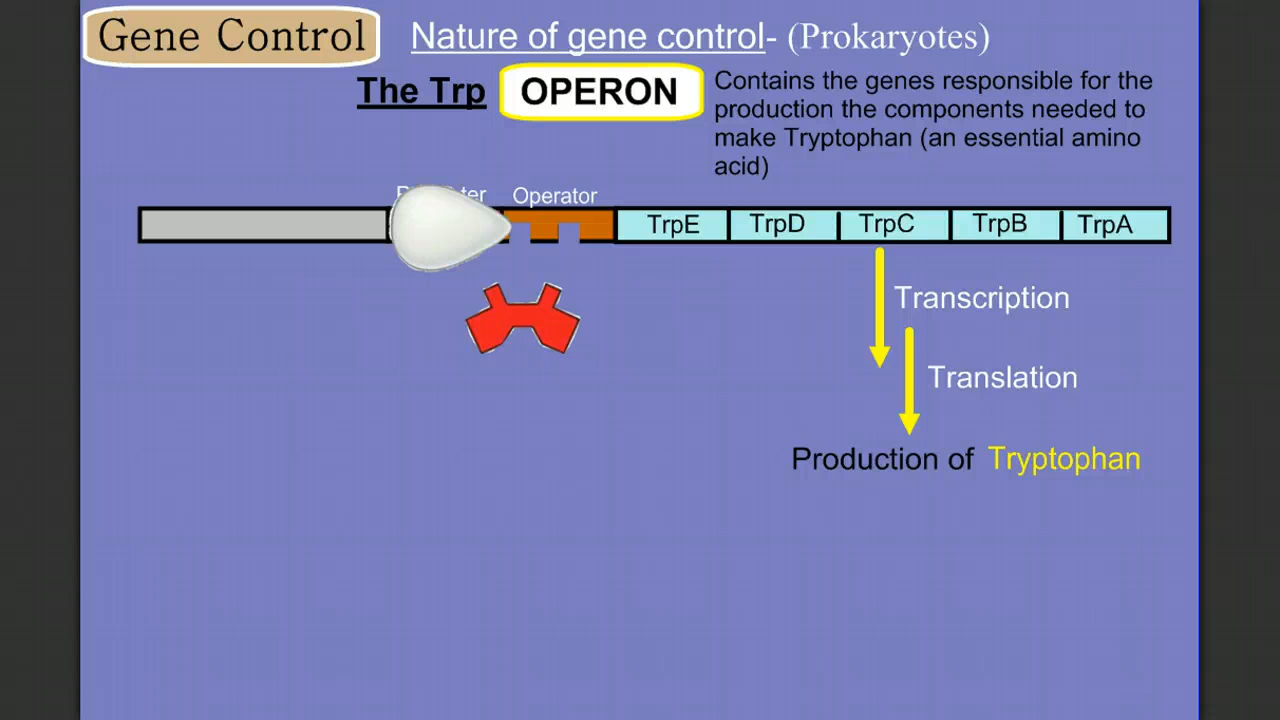 Gene Control
Nature of gene control- (Prokaryotes)
The Trp OPERON
Contains the genes responsible for the
production the components needed to
make Tryptophan (an essential amino
acid)
Operator
TrpE TrpD TrpC TrpB TrpA
Transcription
Translation
Production of Tryptophan